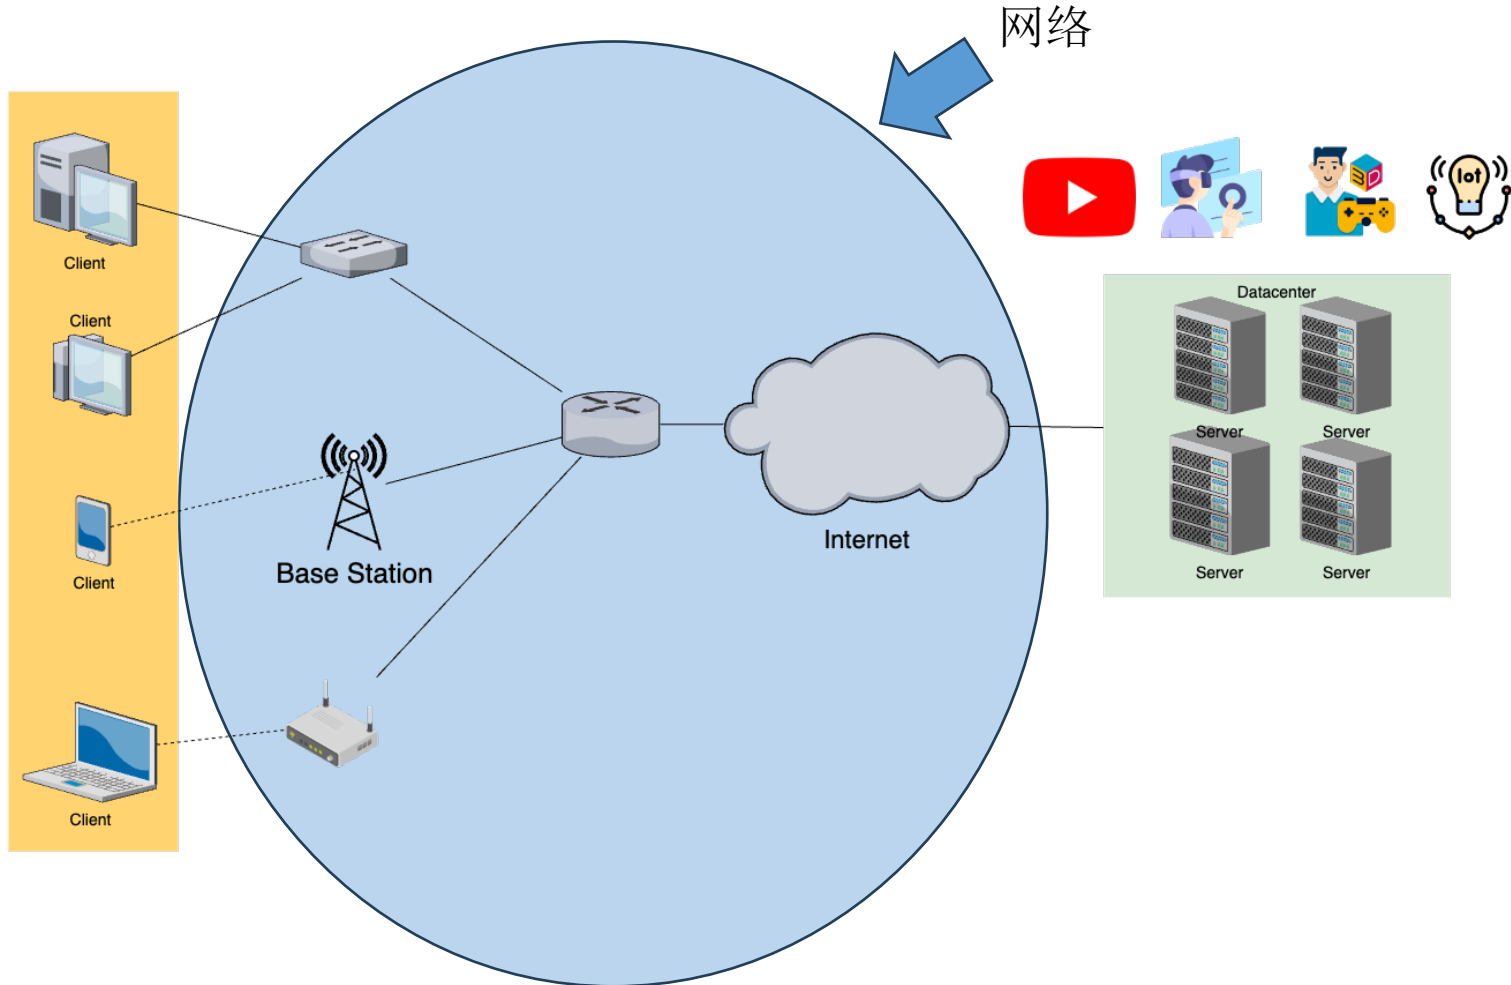 网络
Client
Client
Client
Client
Base Station
Internet
3D
Iot
Datacenter
Server
Server
Server
Server